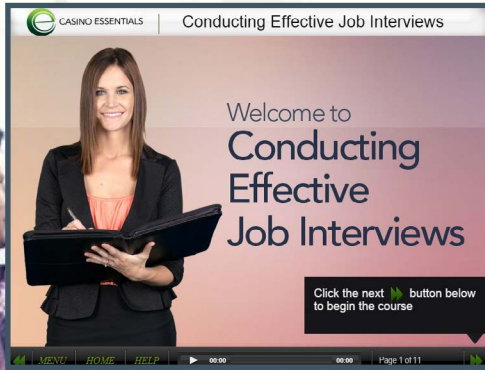 CASINO ESSENTIALS
Conducting Effective Job Interviews
Welcome to
Conducting
Effective
Job Interviews
Click the next button below
to begin the course
MENU HOME HELP 00:00 00:00 Page 1 of 11